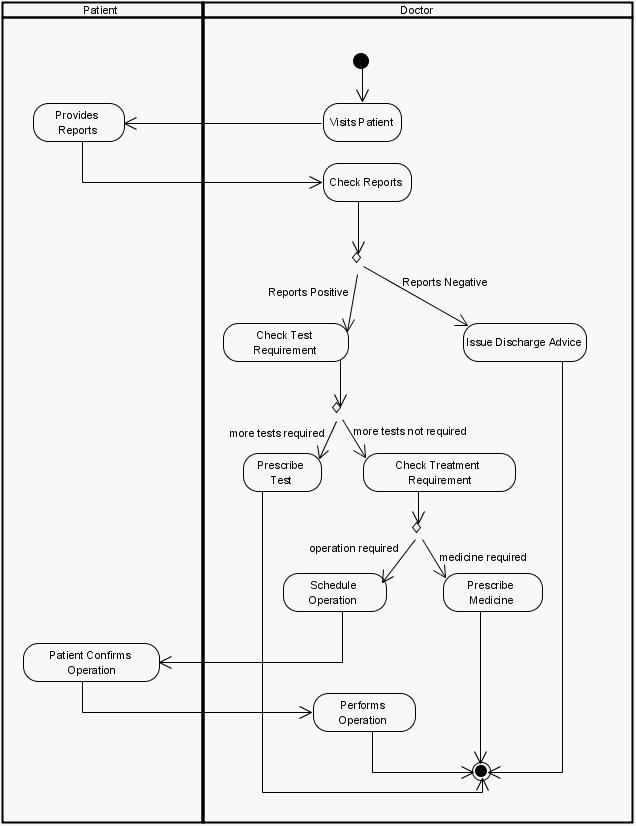 Patient
Doctor
Visits Patient
Provides
Reports
Check Reports
Reports Positive
Reports Negative
Check Test
Requirement
Issue Discharge Advice
more tests required
more tests not required
Prescribe
Test
Check Treatment
Requirement
operation required
medicine required
Schedule
Operation
Prescribe
Medicine
Patient Confirms
Operation
Performs
Operation